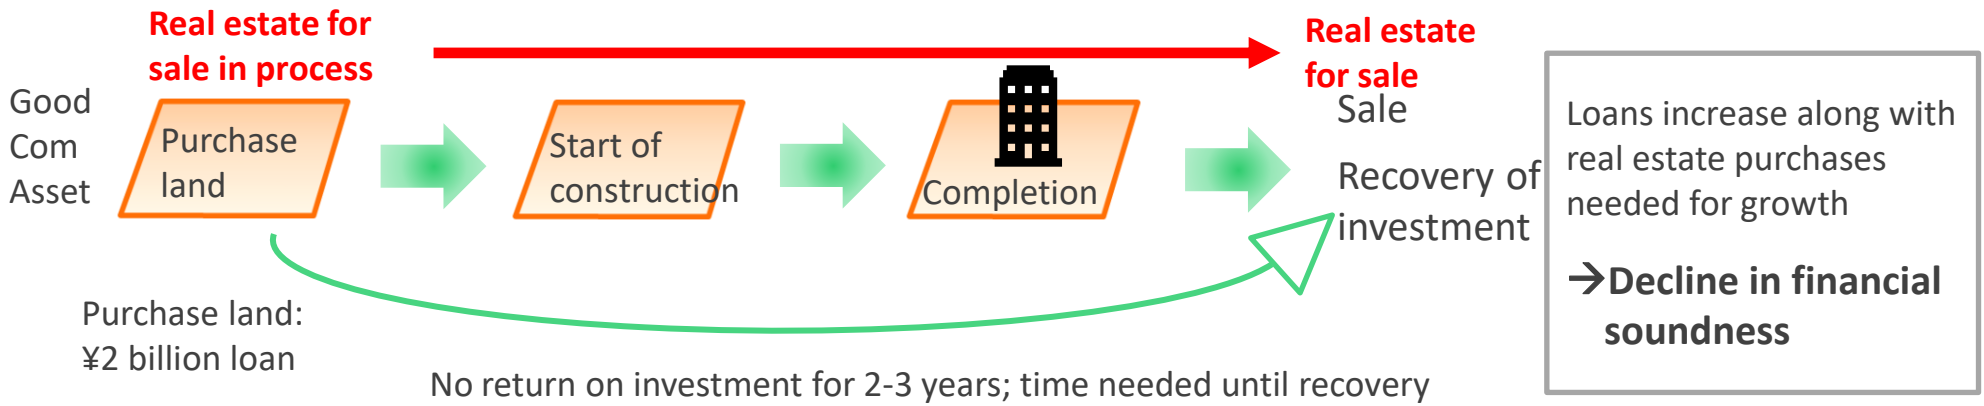 Real estate for
sale in process
Real estate
for sale
Good
Com
Asset
Purchase
land
Start of
construction
Completion
Sale
Recovery of
investment
Purchase land:
¥2 billion loan
No return on investment for 2-3 years; time needed until recovery
Loans increase along with
real estate purchases
needed for growth
→Decline in financial
soundness